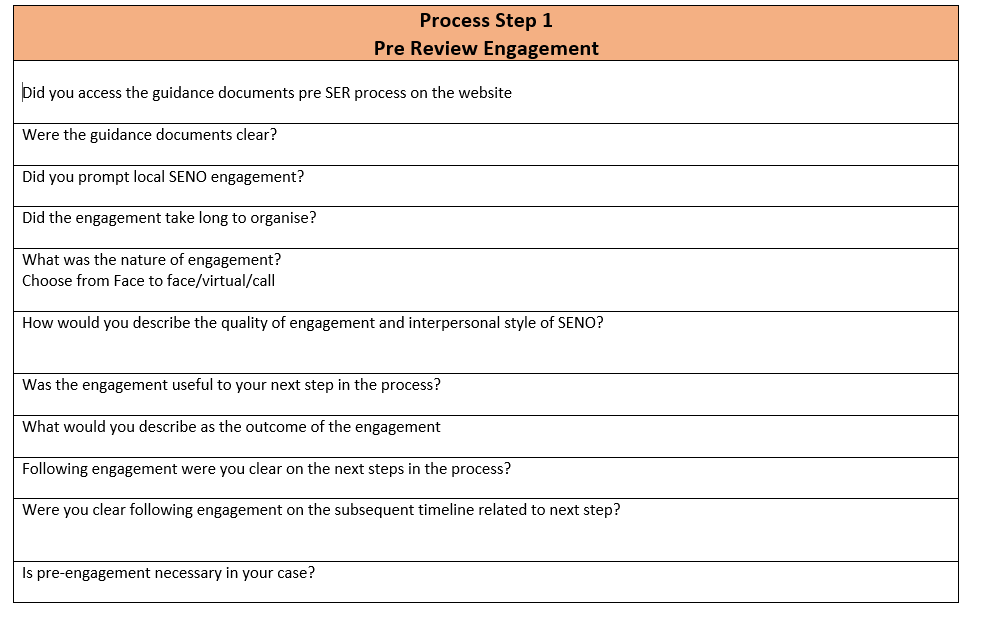 Process Step 1
Pre Review Engagement
Did you access the guidance documents pre SER process on the website
Were the guidance documents clear?
Did you prompt local SENO engagement?
Did the engagement take long to organise?
What was the nature of engagement?
Choose from Face to face/virtual/call
How would you describe the quality of engagement and interpersonal style of SENO?
Was the engagement useful to your next step in the process?
What would you describe as the outcome of the engagement
Following engagement were you clear on the next steps in the process?
Were you clear following engagement on the subsequent timeline related to next step?
Is pre-engagement necessary in your case?